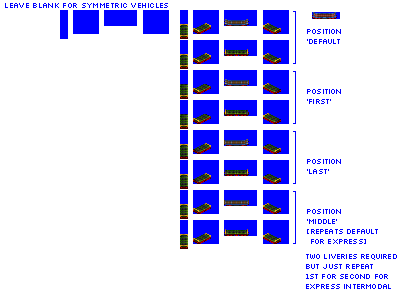 LEAVE BLANK FOR SYMMETRIC VEHICLES
POSITION
'DEFAULT
POSITION
'FIRST'
POSITION
'LAST'
POSITION
'MIDDLE'
(REPEATS DEFAULT
FOR EXPRESS)
TWO LIVERIES REQUIRED
BUT JUST REPEAT
1ST FOR SECOND FOR
EXPRESS INTERMODAL